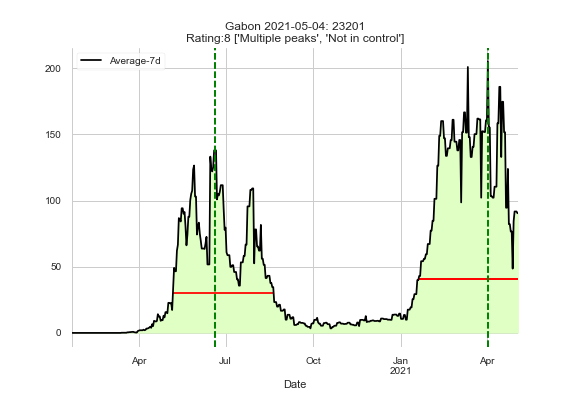 Gabon 2021-05-04: 23201
Rating:8 ['Multiple peaks', 'Not in control']
Average-7d
200
150
100
50
0
Apr
Jul
Oct
Jan
2021
Apr
Date